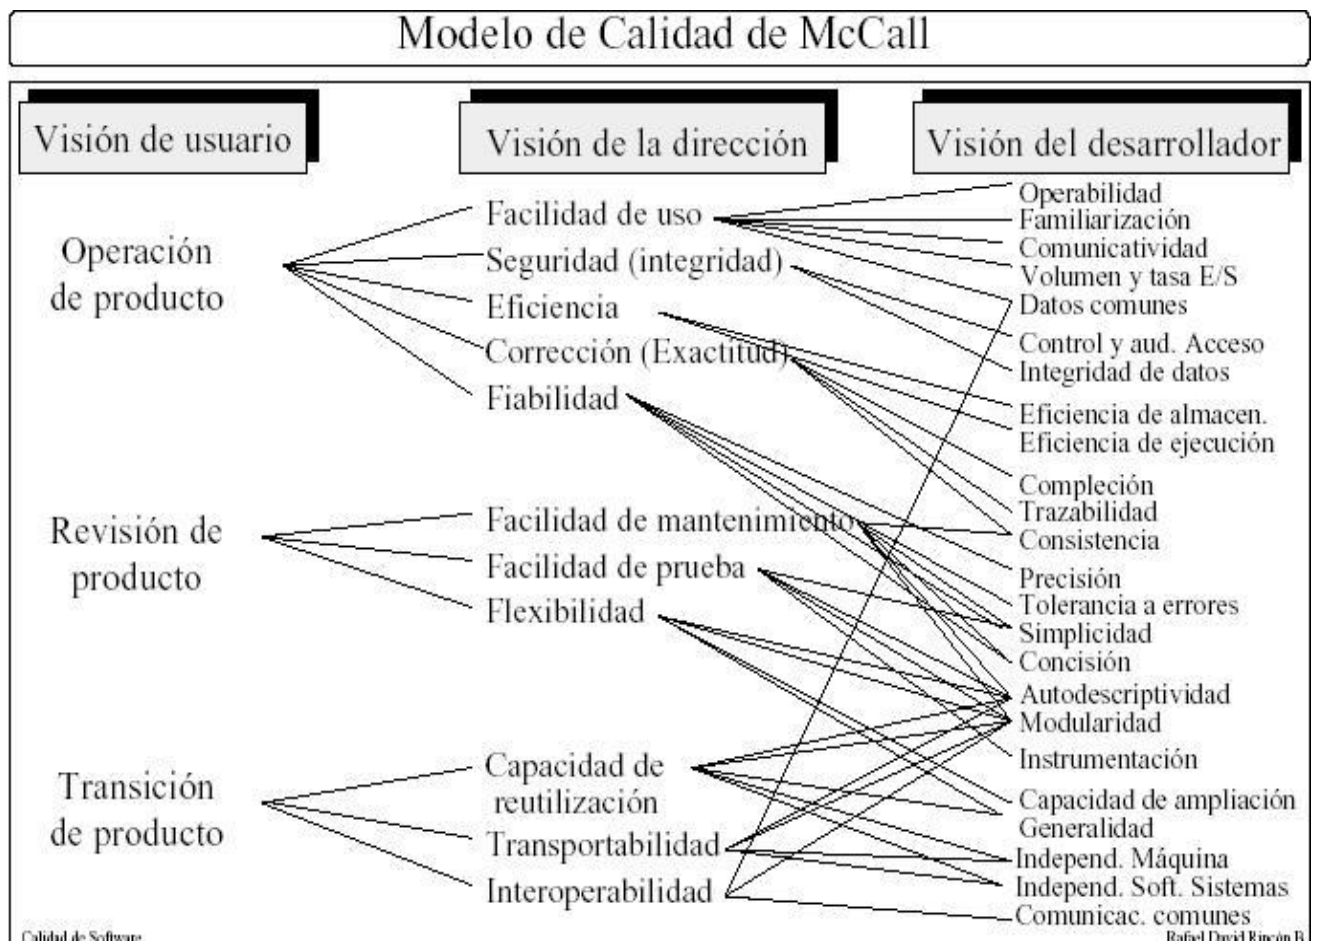 Modelo de Calidad de McCall
Visión de usuario
Visión de la dirección
Visión del desarrollador
Operación
de producto
Facilidad de uso
Seguridad (integridad)
Eficiencia
Corrección (Exactitud)
Fiabilidad
Revisión de
producto
Facilidad de mantenimiento
Facilidad de prueba
Flexibilidad
Transición
de producto
Capacidad de
reutilización
Transportabilidad
Interoperabilidad
Operabilidad
Familiarización
Comunicatividad
Volumen y tasa E/S
Datos comunes
Control y aud. Acceso
Integridad de datos
Eficiencia de almacen.
Eficiencia de ejecución
Compleción
Trazabilidad
Consistencia
Precisión
Tolerancia a errores
Simplicidad
Concisión
Autodescriptividad
Modularidad
Instrumentación
Capacidad de ampliación
Generalidad
Independ. Máquina
Independ. Soft. Sistemas
Comunicac. comunes
Calidad de Software
Rafael David Rincón B